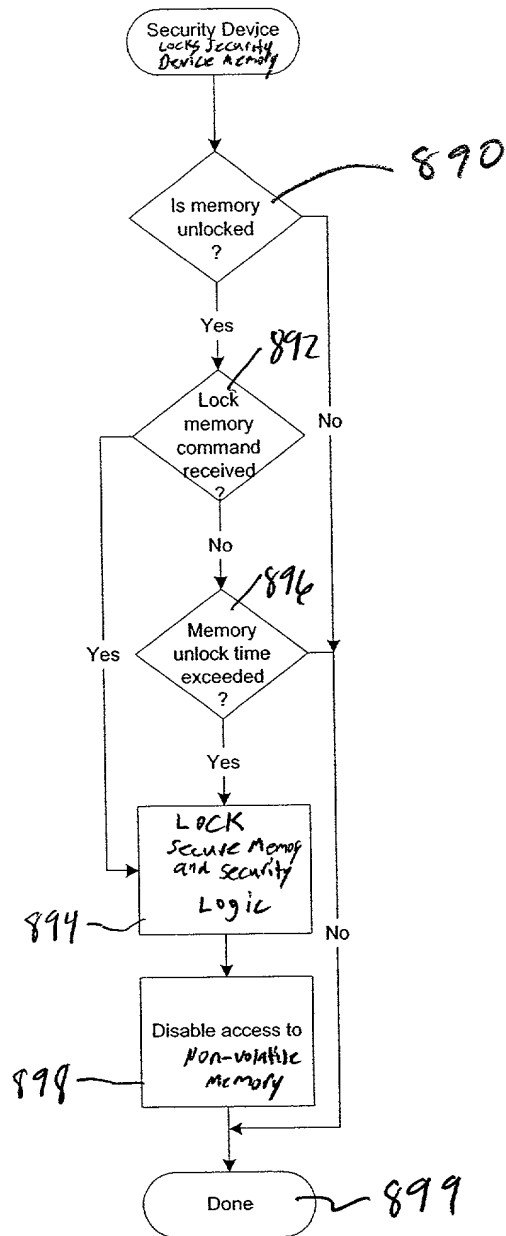 Security Device
Locks Security
Device Memory
890
Is memory
unlocked
?
Yes
892
Lock
memory
command
received
?
No
No
896
Memory
unlock time
exceeded
?
Yes
Yes
LOCK
Secure Memory
and Security
Logic
894
No
Disable access to
Non-volatile
memory
898
Done
899